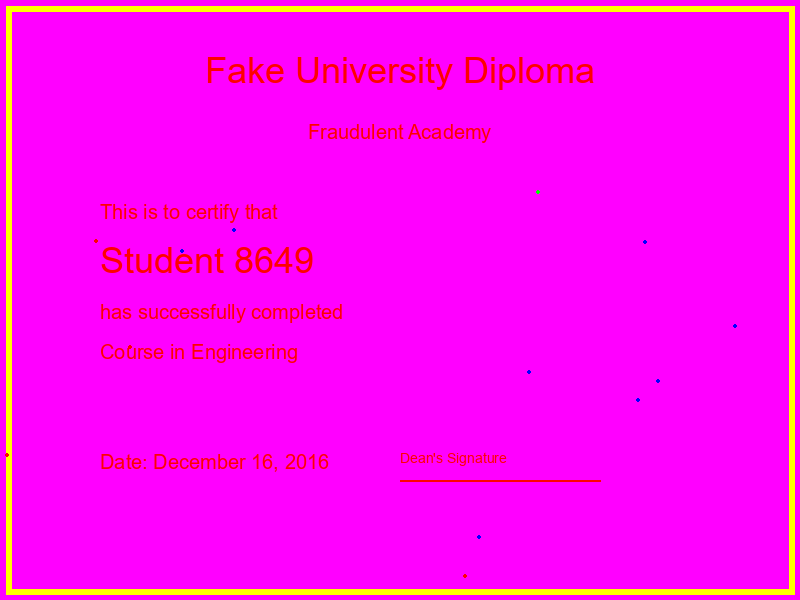 Fake University Diploma
Fraudulent Academy
This is to certify that
Student 8649
has successfully completed
Course in Engineering
Date: December 16, 2016
Dean's Signature